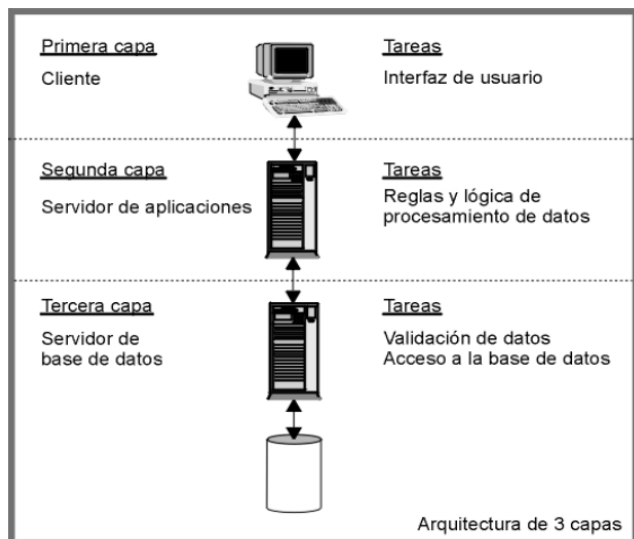 Primera capa
Tareas
Cliente
Interfaz de usuario
Segunda capa
Tareas
Servidor de aplicaciones
Reglas y lógica de
procesamiento de datos
Tercera capa
Tareas
Servidor de
base de datos
Validación de datos
Acceso a la base de datos
Arquitectura de 3 capas